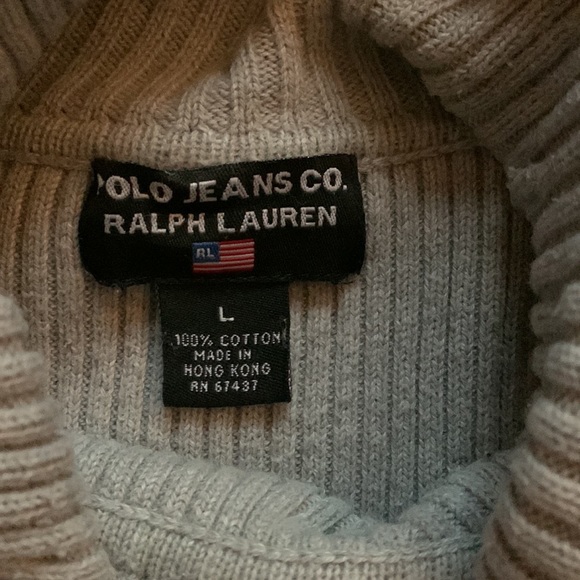 POLO JEANS CO.
RALPH LAUREN
RL
L
100% COTTON
MADE IN
HONG KONG
RN 67437